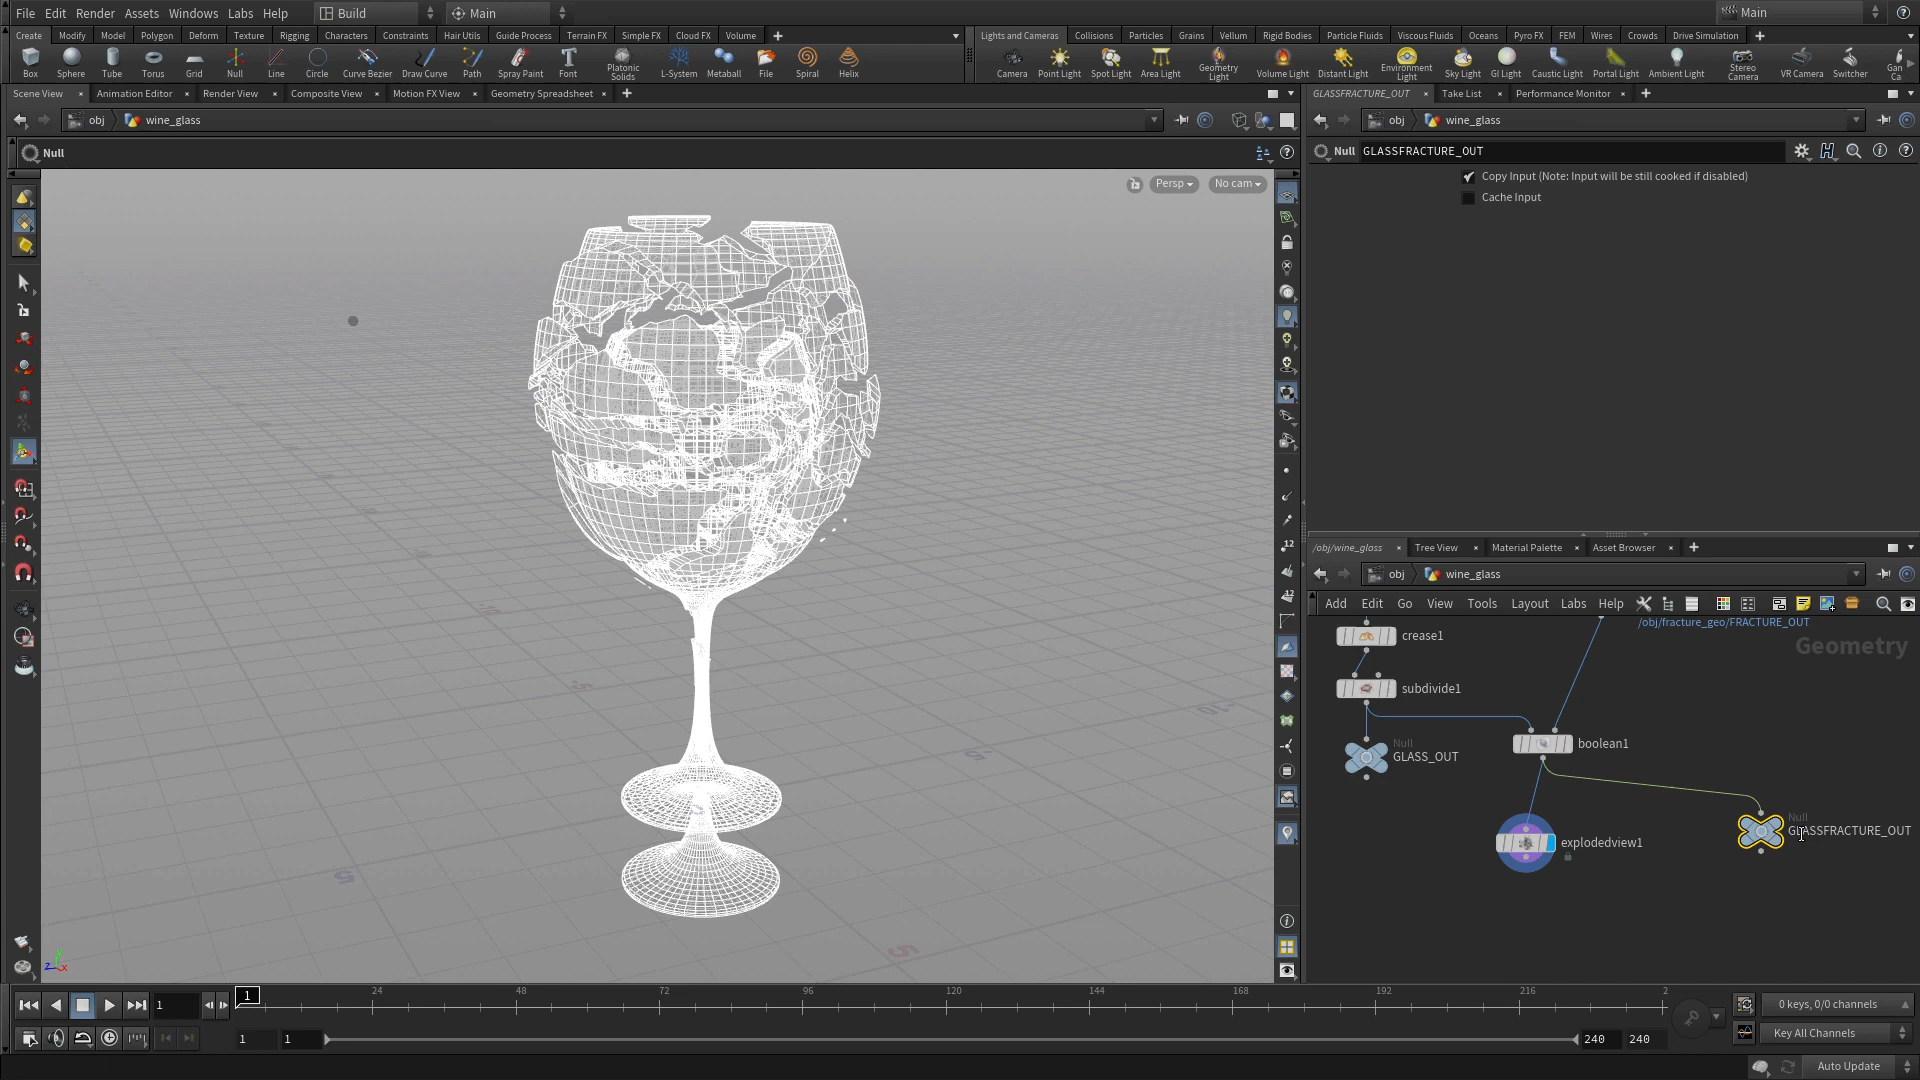 File Edit Render Assets Windows Labs Help Build Main Main
Create Modify Model Polygon Deform Texture Rigging Characters Constraints Hair Utils Guide Process Terrain FX Simple FX Cloud FX Volume
Lights and Cameras Collisions Particles Grains Vellum Rigid Bodies Particle Fluids Viscous Fluids Oceans Pyro FX FEM Wires Crowds Drive Simulation
Box Sphere Tube Torus Grid Null Line Circle Curve Bezier Draw Curve Path Spray Paint Font Platonic Solids L-System Metaball File Spiral Helix
Camera Point Light Spot Light Area Light Geometry Light Volume Light Distant Light Environment Light Sky Light GI Light Caustic Light Portal Light Ambient Light Stereo Camera VR Camera Switcher Gan Ca
Scene View Animation Editor Render View Composite View Motion FX View Geometry Spreadsheet
GLASSFRACTURE_OUT Take List Performance Monitor
obj wine_glass
obj wine_glass
Null
Null GLASSFRACTURE_OUT
Copy Input (Note: Input will be still cooked if disabled)
Cache Input
Persp No cam
/obj/wine_glass Tree View Material Palette Asset Browser
obj wine_glass
Add Edit Go View Tools Layout Labs Help
/obj/fracture_geo/FRACTURE_OUT
Geometry
crease1
subdivide1
boolean1
Null
GLASS_OUT
Null
GLASSFRACTURE_OUT
explodedview1
12
12
5
5
1 1 24 48 72 96 120 144 168 192 216 2
0 keys, 0/0 channels
1 1 240 240
Key All Channels
Auto Update
z y x